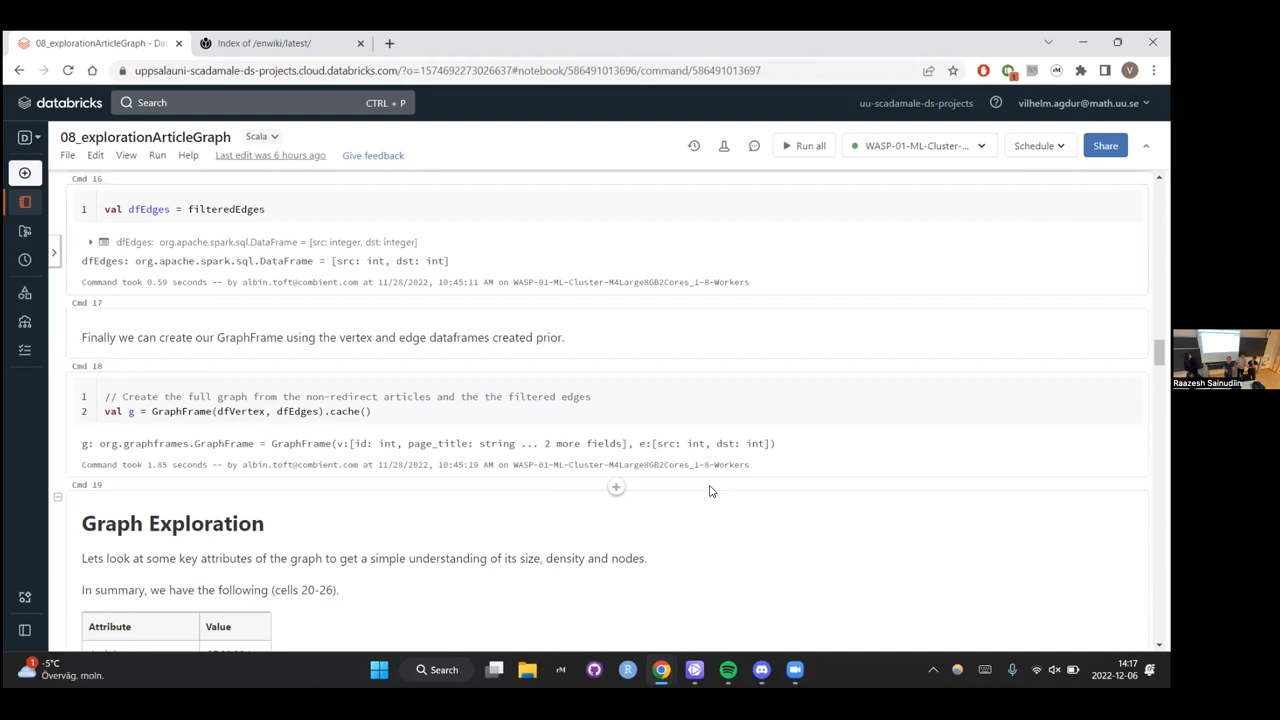 08_explorationArticleGraph - Da
Index of /enwiki/latest/
uppsalauni-scadamale-ds-projects.cloud.databricks.com/?o=1574692273026637#notebook/586491013696/command/586491013697
databricks
Search
CTRL + P
uu-scadamale-ds-projects
vilhelm.agdur@math.uu.se
08_explorationArticleGraph
Scala
File
Edit
View
Run
Help
Last edit was 6 hours ago
Give feedback
Run all
WASP-01-ML-Cluster-...
Schedule
Share
Cmd 16
1 val dfEdges = filteredEdges
dfEdges: org.apache.spark.sql.DataFrame = [src: integer, dst: integer]
dfEdges: org.apache.spark.sql.DataFrame = [src: int, dst: int]
Command took 0.59 seconds -- by albin.toft@combient.com at 11/28/2022, 10:45:11 AM on WASP-01-ML-Cluster-M4Large8GB2Cores_1-8-Workers
Cmd 17
Finally we can create our GraphFrame using the vertex and edge dataframes created prior.
Cmd 18
1 // Create the full graph from the non-redirect articles and the the filtered edges
2 val g = GraphFrame(dfVertex, dfEdges).cache()
g: org.graphframes.GraphFrame = GraphFrame(v:[id: int, page_title: string ... 2 more fields], e:[src: int, dst: int])
Command took 1.85 seconds -- by albin.toft@combient.com at 11/28/2022, 10:45:19 AM on WASP-01-ML-Cluster-M4Large8GB2Cores_1-8-Workers
Cmd 19
Graph Exploration
Lets look at some key attributes of the graph to get a simple understanding of its size, density and nodes.
In summary, we have the following (cells 20-26).
Attribute
Value
Raazesh Sainudiin
-5°C
Överväg. moln.
Search
14:17
2022-12-06